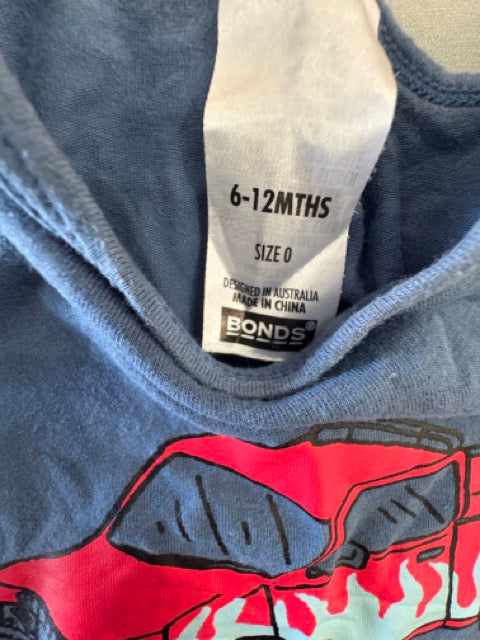 6-12MTHS
SIZE 0
DESIGNED IN AUSTRALIA
MADE IN CHINA
BONDS®